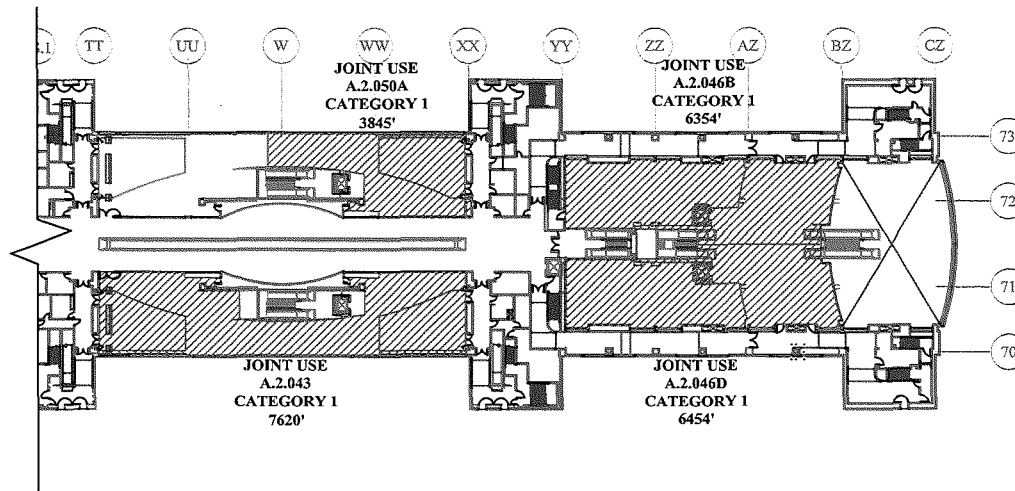 TT
UU
W
WW
XX
YY
ZZ
AZ
BZ
CZ
JOINT USE
A.2.050A
CATEGORY 1
3845'
JOINT USE
A.2.046B
CATEGORY 1
6354'
73
72
71
70
JOINT USE
A.2.043
CATEGORY 1
7620'
JOINT USE
A.2.046D
CATEGORY 1
6454'